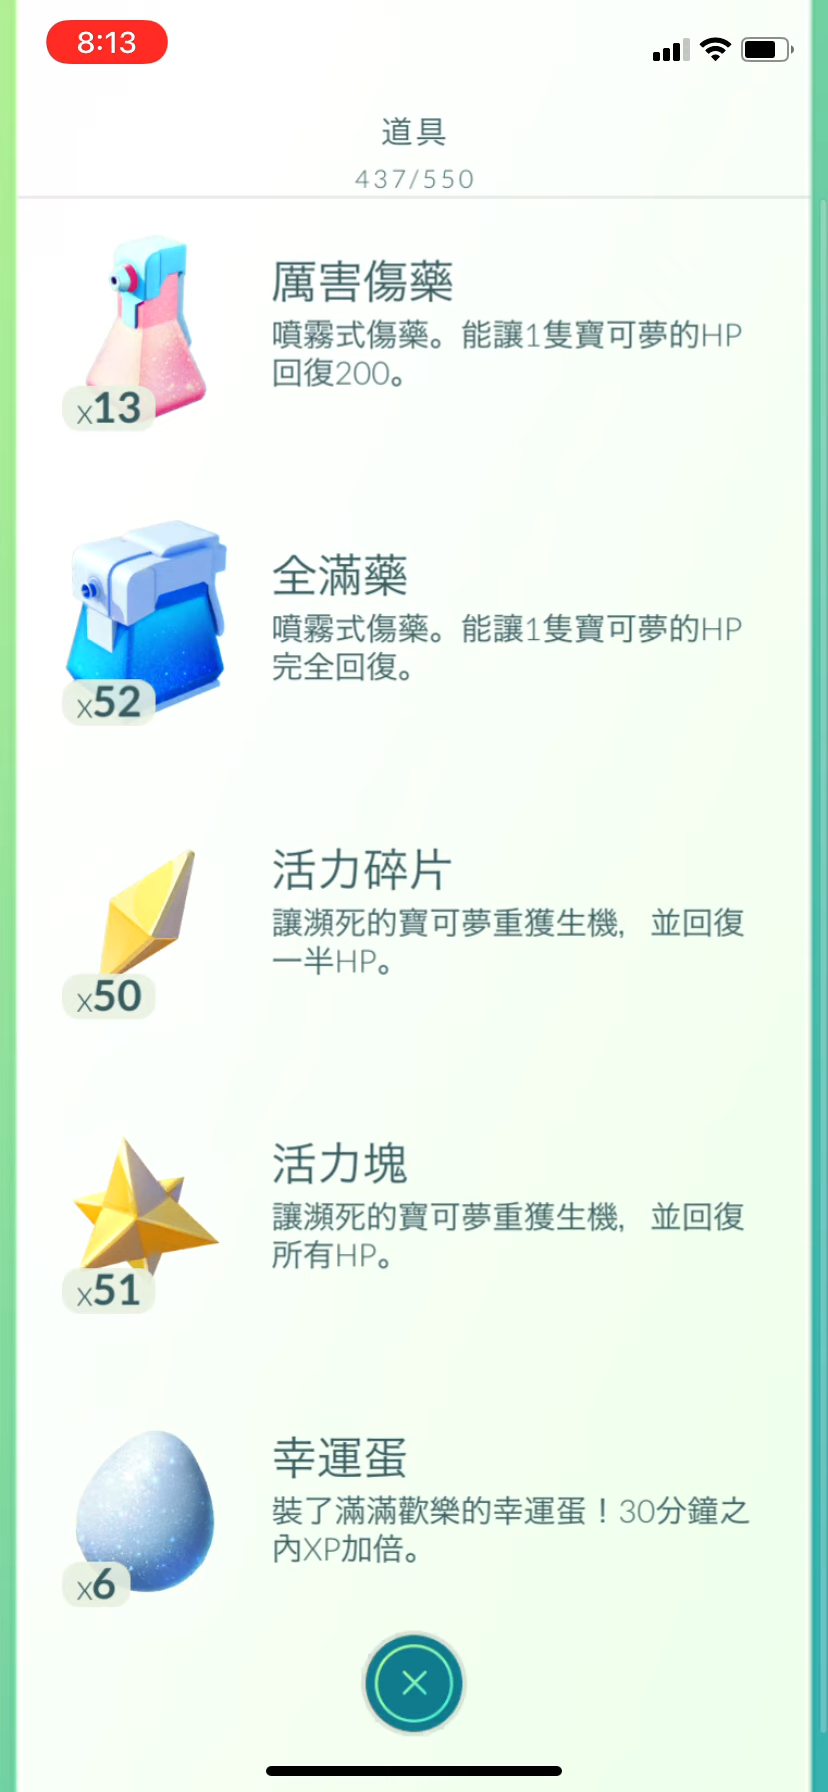 8:13
道具
437/550
厲害傷藥
噴霧式傷藥。能讓1隻寶可夢的HP
回復200。
x13
全滿藥
噴霧式傷藥。能讓1隻寶可夢的HP
完全回復。
x52
活力碎片
讓瀕死的寶可夢重獲生機，並回復
一半HP。
x50
活力塊
讓瀕死的寶可夢重獲生機，並回復
所有HP。
x51
幸運蛋
裝了滿滿歡樂的幸運蛋！30分鐘之
內XP加倍。
x6